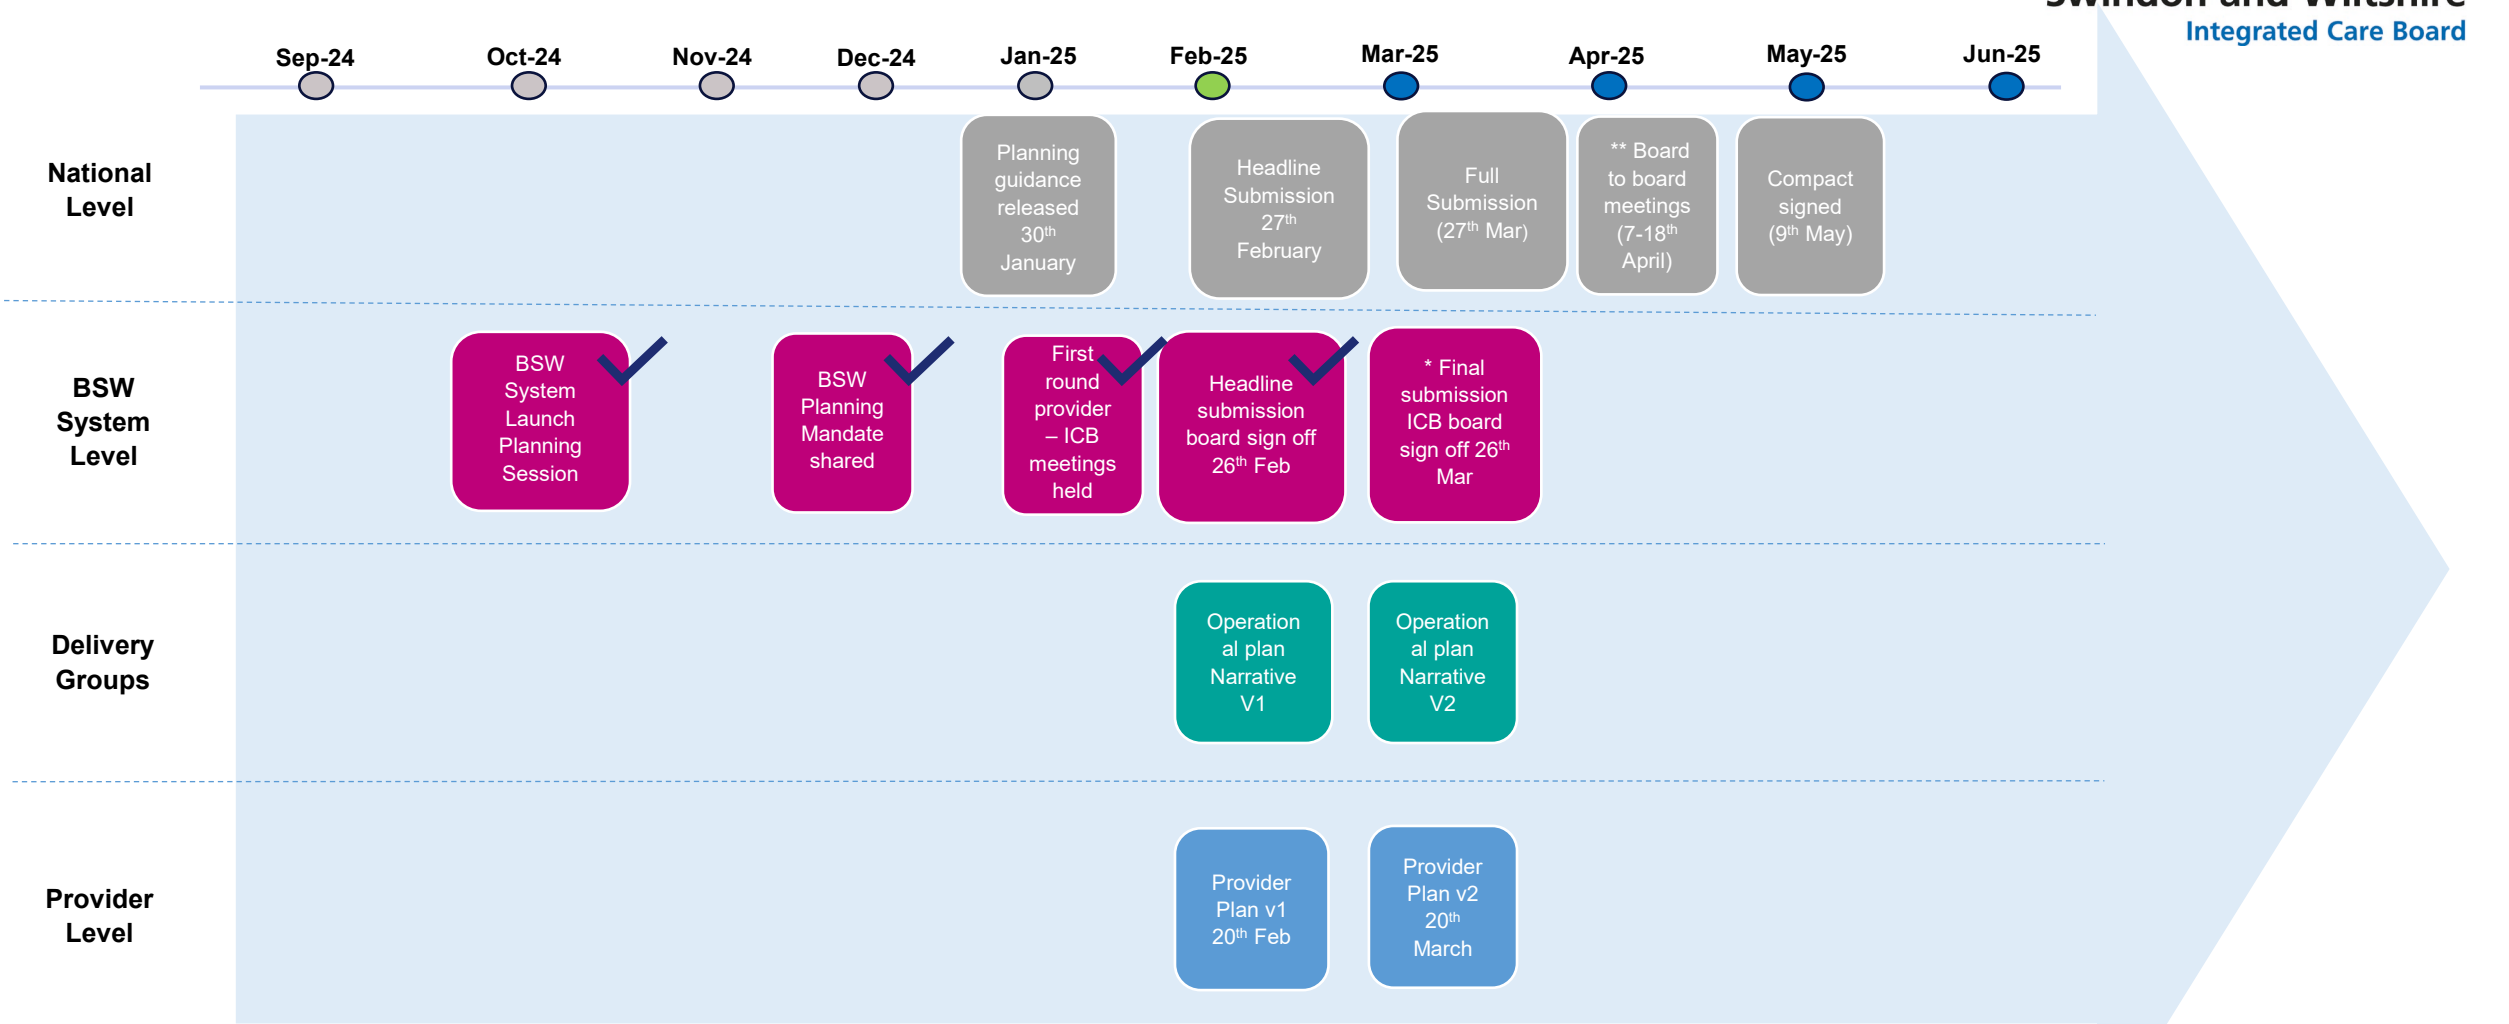 Swindon and Wiltshire
Integrated Care Board
Sep-24
Oct-24
Nov-24
Dec-24
Jan-25
Feb-25
Mar-25
Apr-25
May-25
Jun-25
National
Level
Planning
guidance
released
30th
January
Headline
Submission
27th
February
Full
Submission
(27th Mar)
** Board
to board
meetings
(7-18th
April)
Compact
signed
(9th May)
BSW
System
Level
BSW
System
Launch
Planning
Session
BSW
Planning
Mandate
shared
First
round
provider
– ICB
meetings
held
Headline
submission
board sign off
26th Feb
* Final
submission
ICB board
sign off 26th
Mar
Delivery
Groups
Operation
al plan
Narrative
V1
Operation
al plan
Narrative
V2
Provider
Level
Provider
Plan v1
20th Feb
Provider
Plan v2
20th
March